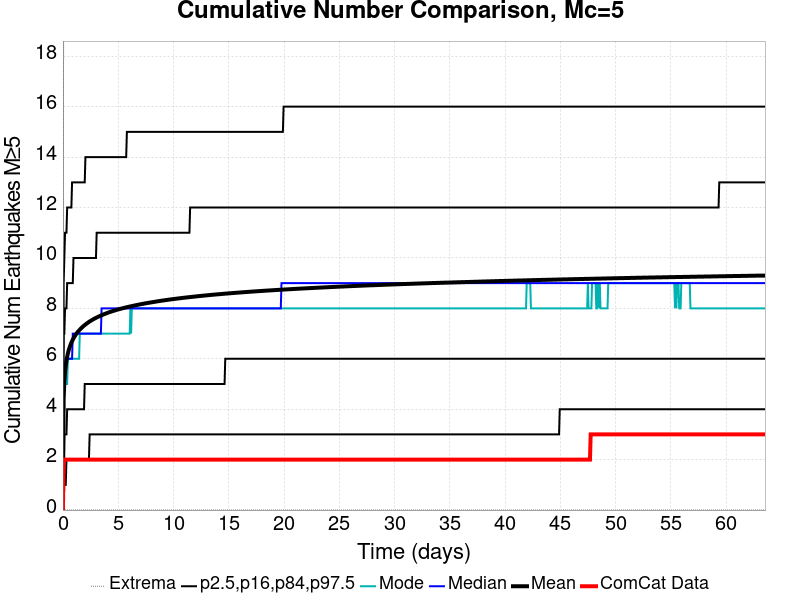 Cumulative Number Comparison, Mc=5
Cumulative Num Earthquakes M≥5
18
16
14
12
10
8
6
4
2
0
0 5 10 15 20 25 30 35 40 45 50 55 60
Time (days)
Extrema p2.5,p16,p84,p97.5 Mode Median Mean ComCat Data